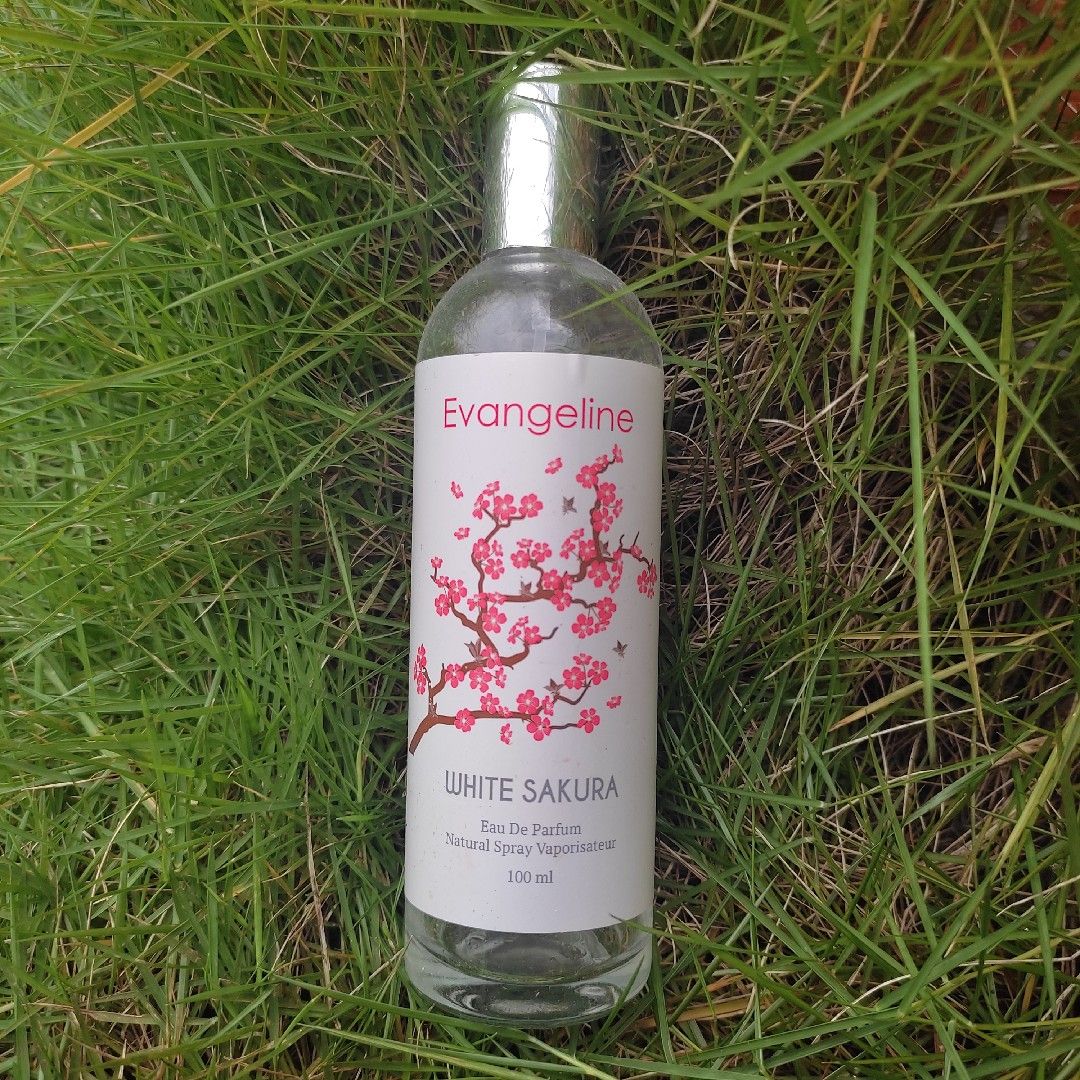 Evangeline
WHITE SAKURA
Eau De Parfum
Natural Spray Vaporisateur
100 ml